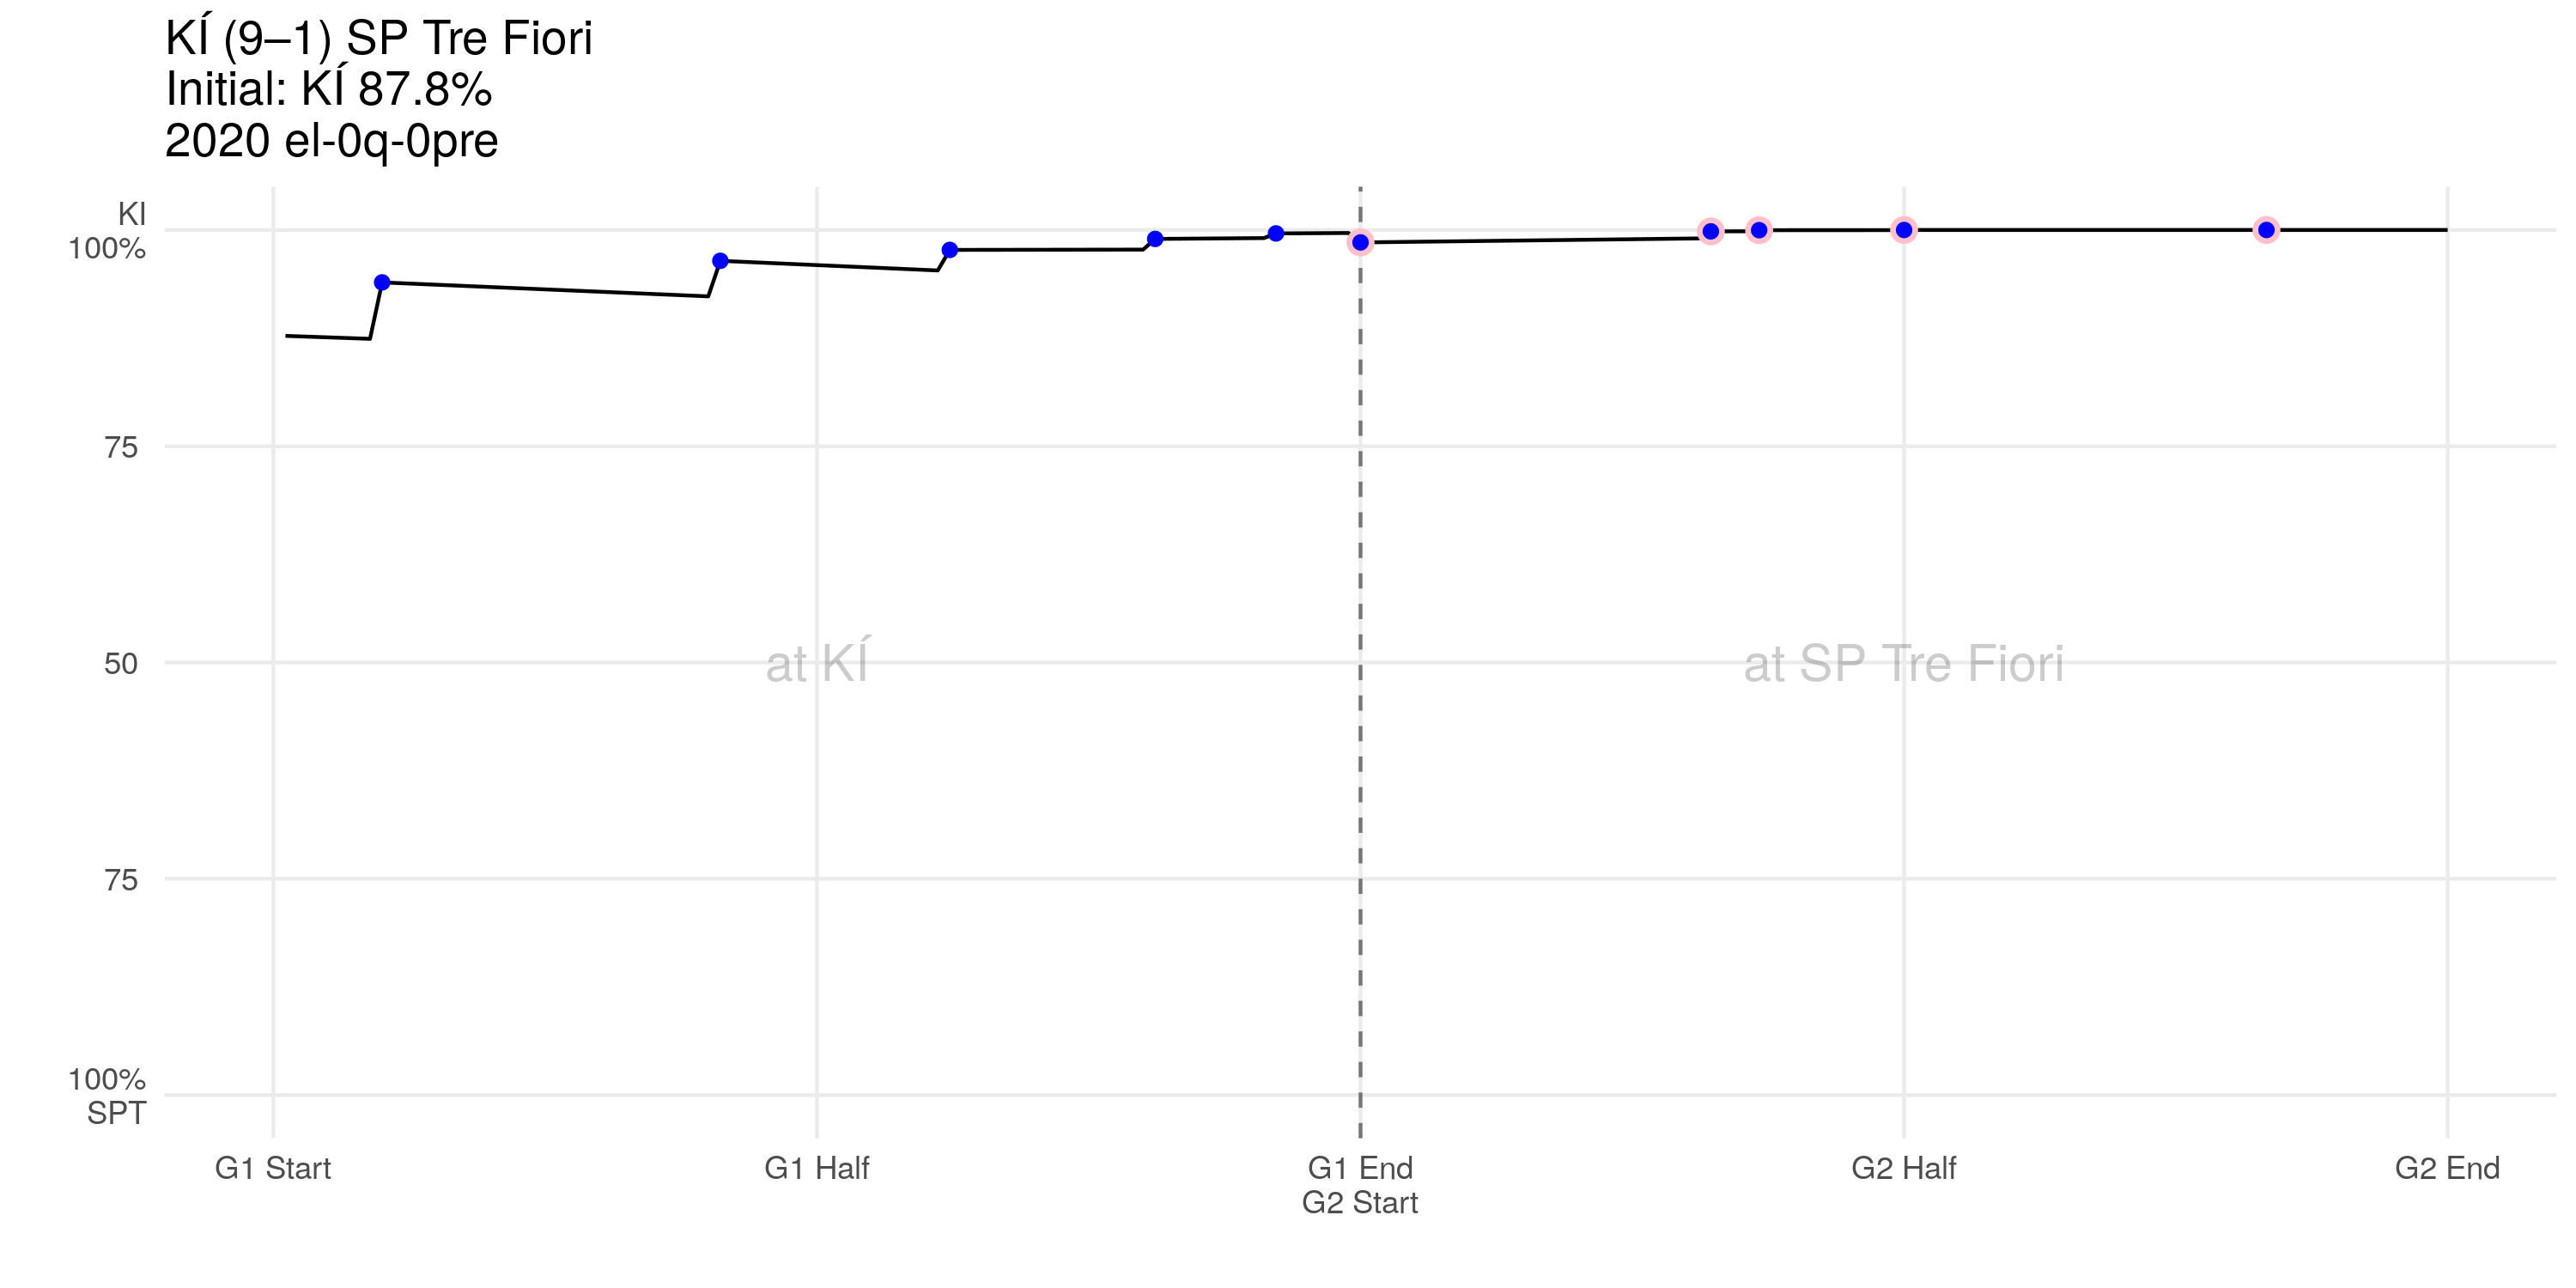 KÍ (9–1) SP Tre Fiori
Initial: KÍ 87.8%
2020 el-0q-0pre
KI
100%
75
50
75
100%
SPT
at KÍ
at SP Tre Fiori
G1 Start
G1 Half
G1 End
G2 Start
G2 Half
G2 End